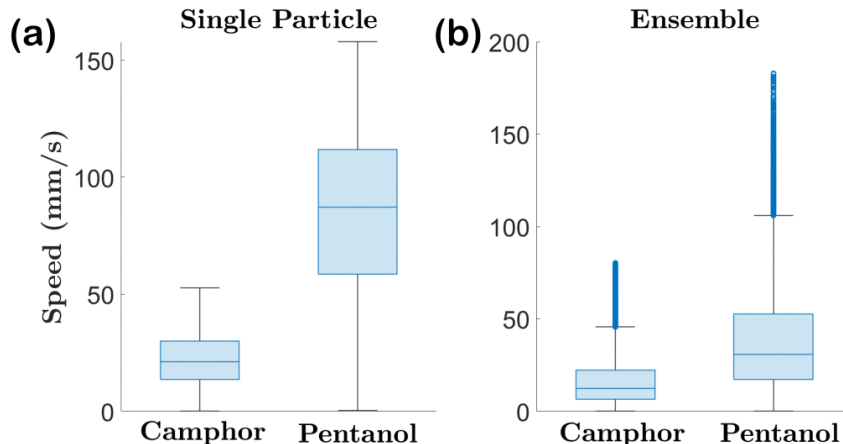 (a)
Single Particle
Speed (mm/s)
150
100
50
0
Camphor
Pentanol
(b)
Ensemble
200
150
100
50
0
Camphor
Pentanol